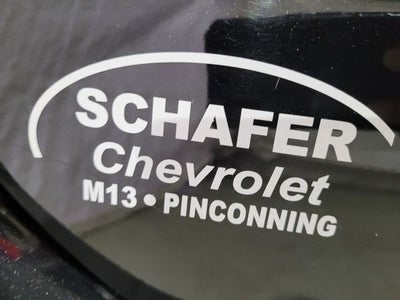 SCHAFER
Chevrolet
M13 • PINCONNING